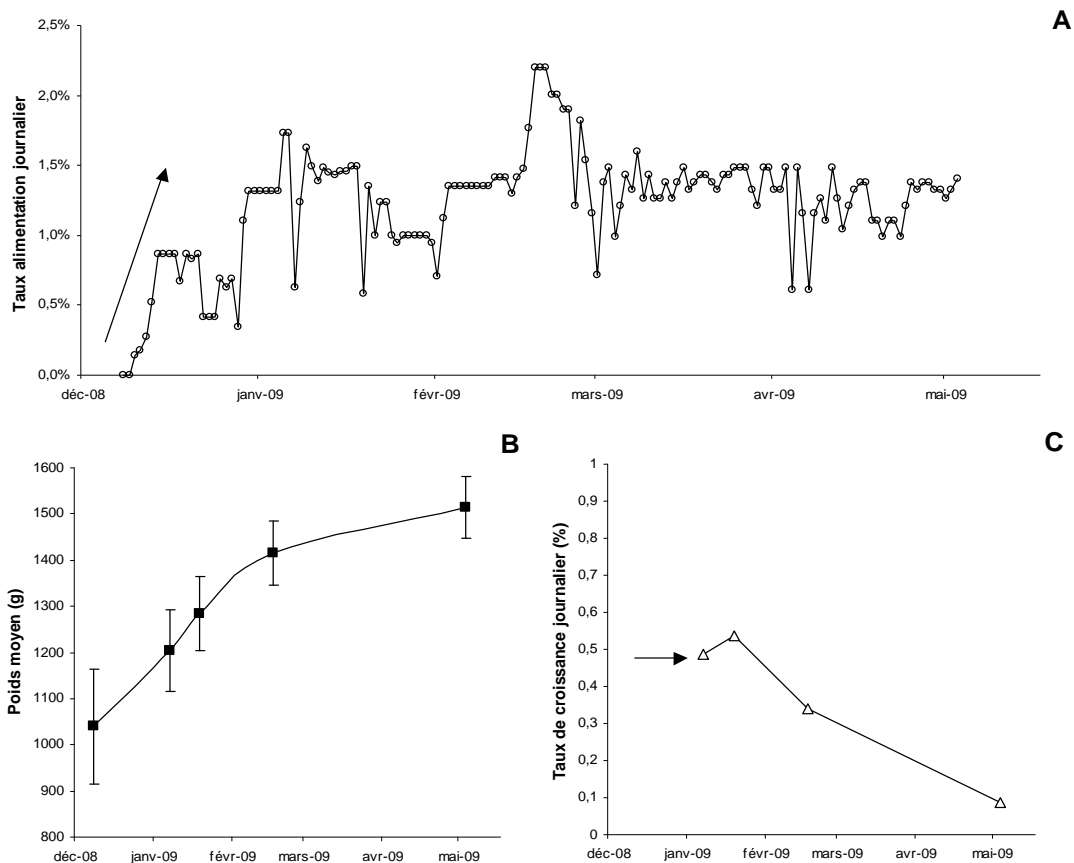 A
Taux alimentation journalier
2,5%
2,0%
1,5%
1,0%
0,5%
0,0%
déc-08 janv-09 févr-09 mars-09 avr-09 mai-09
B
Poids moyen (g)
1600
1500
1400
1300
1200
1100
1000
900
800
déc-08 janv-09 févr-09 mars-09 avr-09 mai-09
C
Taux de croissance journalier (%)
1
0,9
0,8
0,7
0,6
0,5
0,4
0,3
0,2
0,1
0
déc-08 janv-09 févr-09 mars-09 avr-09 mai-09